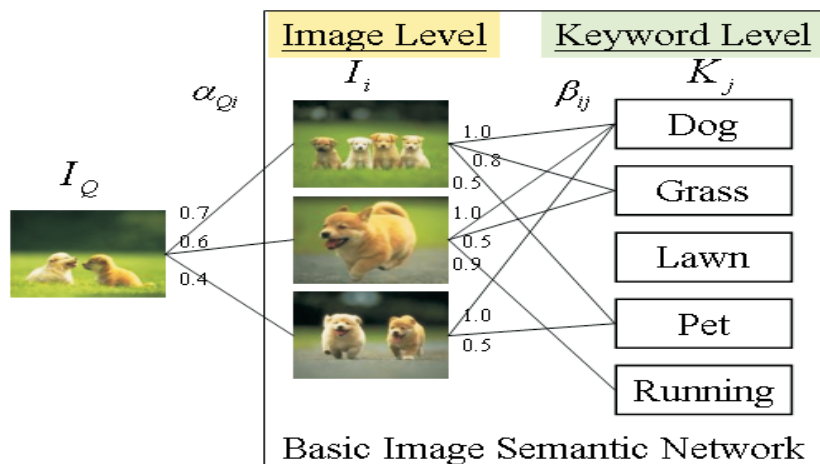 Image Level Keyword Level
α_Qi I_i β_ij K_j
I_Q
0.7
0.6
0.4
1.0
0.8
0.5
1.0
0.5
0.9
1.0
0.5
Dog
Grass
Lawn
Pet
Running
Basic Image Semantic Network